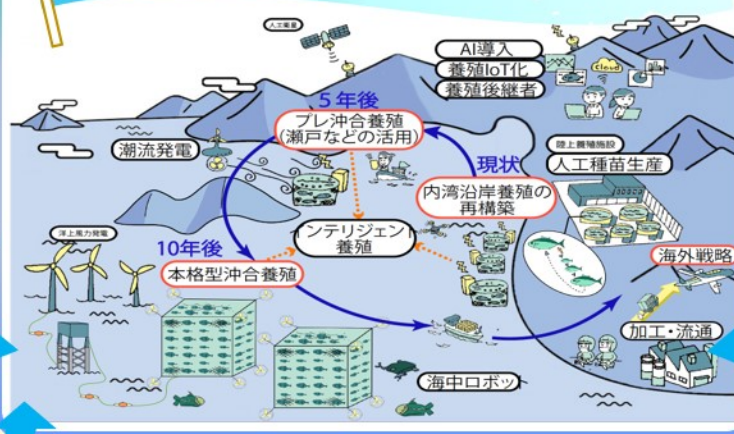 人工衛星
AI導入
養殖IoT化
養殖後継者
cloud
5年後
プレ沖合養殖
(瀬戸などの活用)
潮流発電
現状
内湾沿岸養殖の
再構築
陸上養殖施設
人工種苗生産
インテリジェント
養殖
洋上風力発電
10年後
本格型沖合養殖
海外戦略
加工・流通
海中ロボッ